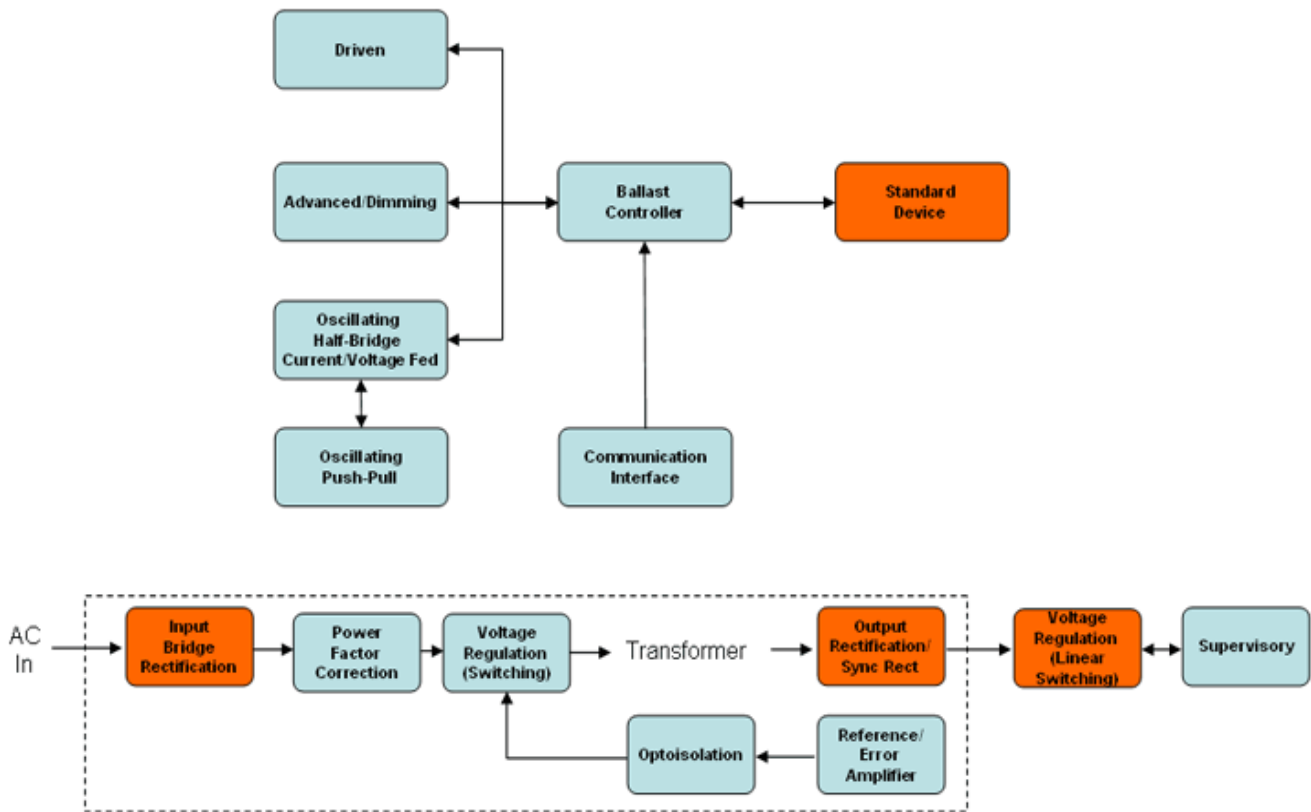 Driven
Advanced/Dimming
Ballast
Controller
Standard
Device
Oscillating
Half-Bridge
Current/Voltage Fed
Oscillating
Push-Pull
Communication
Interface
AC
In
Input
Bridge
Rectification
Power
Factor
Correction
Voltage
Regulation
(Switching)
Transformer
Output
Rectification/
Sync Rect
Voltage
Regulation
(Linear
Switching)
Supervisory
Optoisolation
Reference/
Error
Amplifier